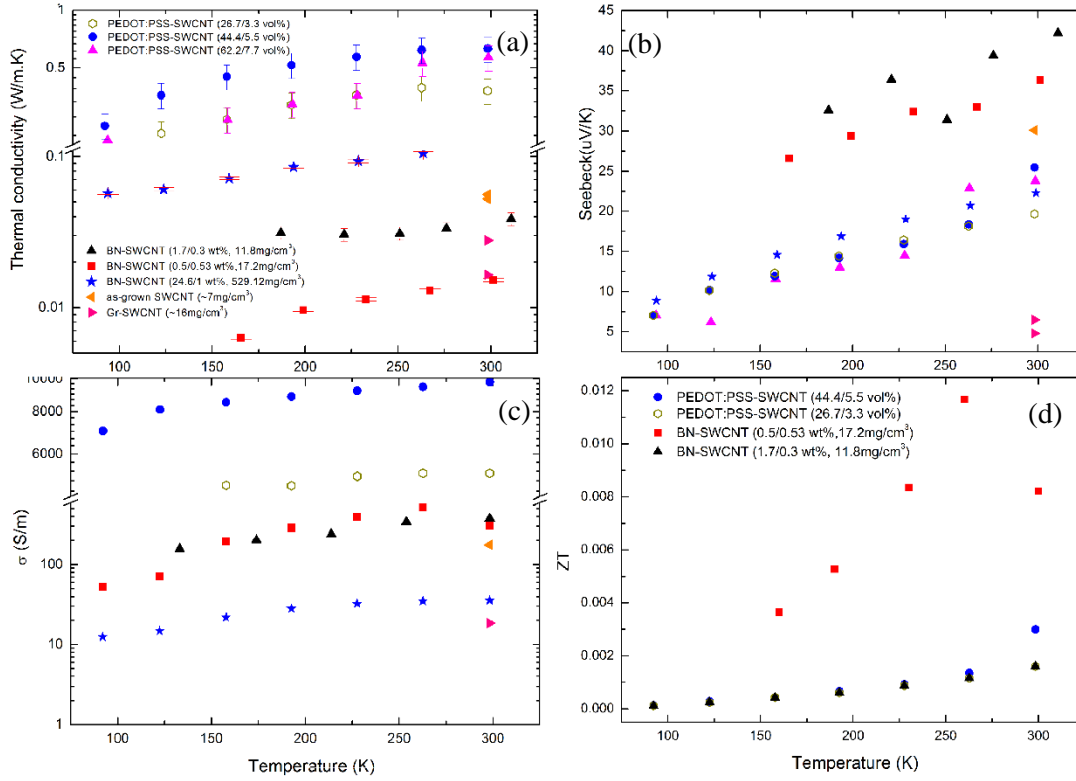 PEDOT:PSS-SWCNT (26.7/3.3 vol%)
PEDOT:PSS-SWCNT (44.4/5.5 vol%)
PEDOT:PSS-SWCNT (62.2/7.7 vol%)
(a)
1
0.5
0.1
0.01
Thermal conductivity (W/m.K)
BN-SWCNT (1.7/0.3 wt%, 11.8mg/cm³)
BN-SWCNT (0.5/0.53 wt%,17.2mg/cm³)
BN-SWCNT (24.6/1 wt%, 529.12mg/cm³)
as-grown SWCNT (~7mg/cm³)
Gr-SWCNT (~16mg/cm³)
100 150 200 250 300
(b)
45
40
35
30
25
20
15
10
5
Seebeck(uV/K)
100 150 200 250 300
(c)
10000
8000
6000
100
10
1
σ (S/m)
100 150 200 250 300
Temperature (K)
PEDOT:PSS-SWCNT (44.4/5.5 vol%)
PEDOT:PSS-SWCNT (26.7/3.3 vol%)
BN-SWCNT (0.5/0.53 wt%,17.2mg/cm³)
BN-SWCNT (1.7/0.3 wt%, 11.8mg/cm³)
(d)
0.012
0.010
0.008
0.006
0.004
0.002
0.000
ZT
100 150 200 250 300
Temperature (K)